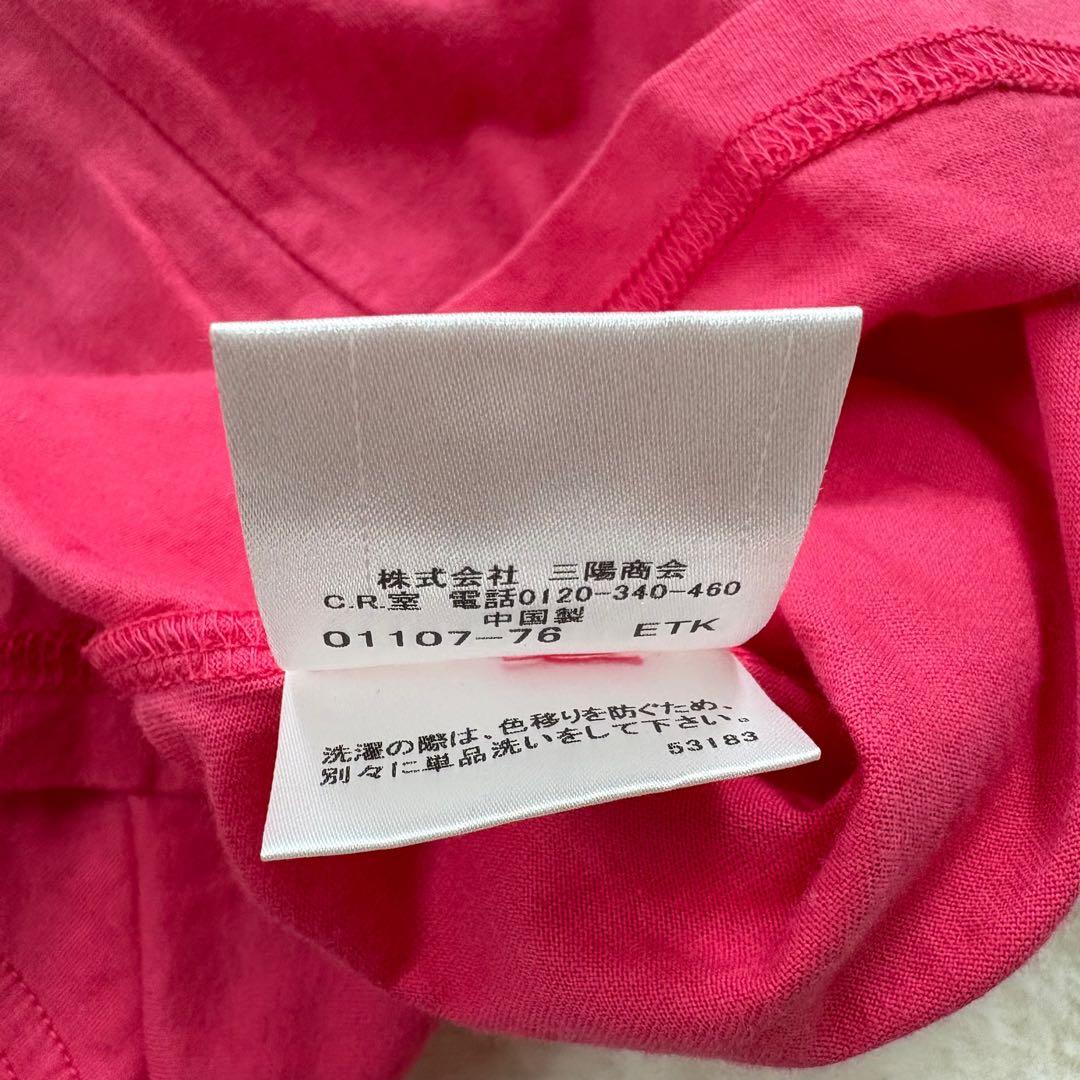 株式会社 三陽商会
C.R.室 電話0120-340-460
中国製
01107-76 ETK
洗濯の際は、色移りを防ぐため、
別々に単品洗いをして下さい。
53183